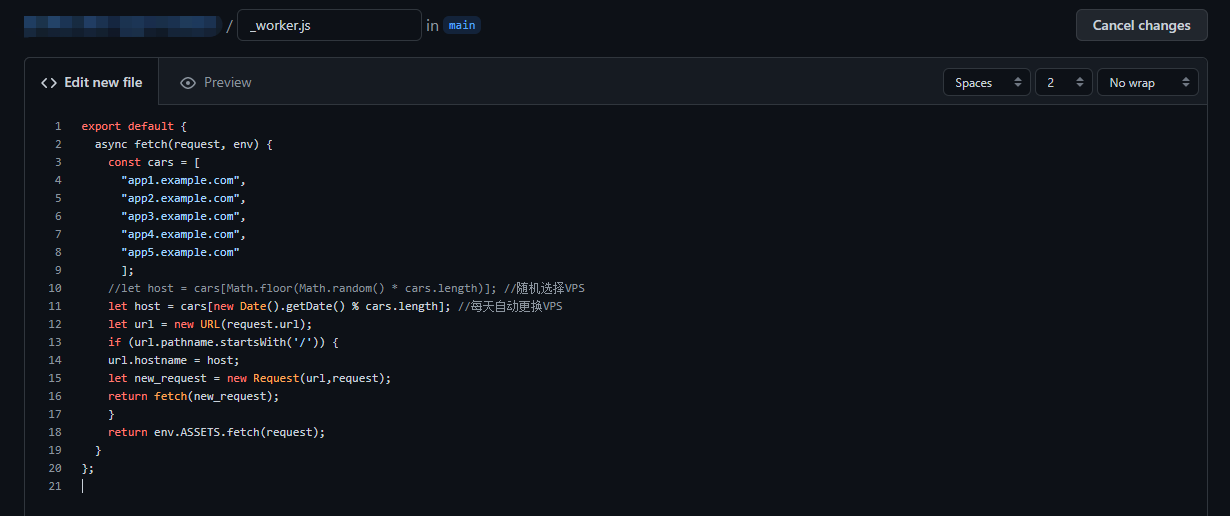 / _worker.js in main Cancel changes
Edit new file Preview Spaces 2 No wrap
1 export default {
2   async fetch(request, env) {
3     const cars = [
4       "app1.example.com",
5       "app2.example.com",
6       "app3.example.com",
7       "app4.example.com",
8       "app5.example.com"
9       ];
10     //let host = cars[Math.floor(Math.random() * cars.length)]; //随机选择VPS
11     let host = cars[new Date().getDate() % cars.length]; //每天自动更换VPS
12     let url = new URL(request.url);
13     if (url.pathname.startsWith('/')) {
14     url.hostname = host;
15     let new_request = new Request(url,request);
16     return fetch(new_request);
17     }
18     return env.ASSETS.fetch(request);
19   }
20 };
21